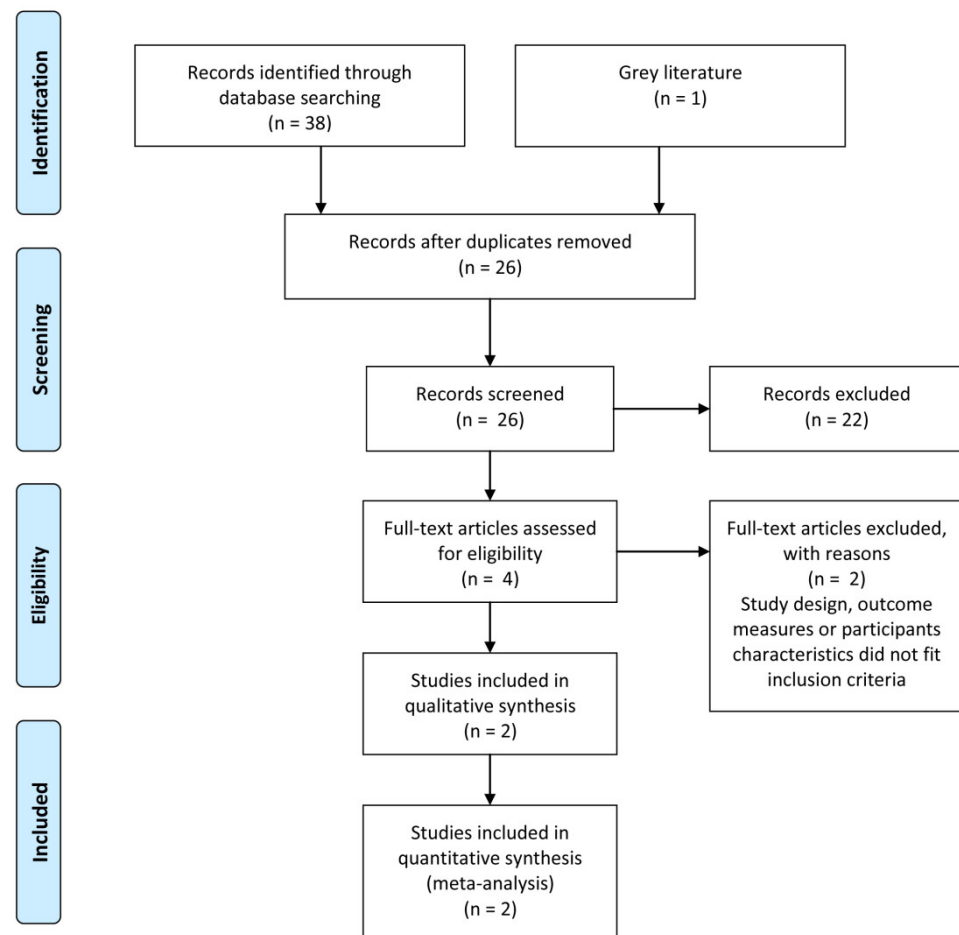 Identification
Records identified through
database searching
(n = 38)
Grey literature
(n = 1)
Records after duplicates removed
(n = 26)
Screening
Records screened
(n = 26)
Records excluded
(n = 22)
Eligibility
Full-text articles assessed
for eligibility
(n = 4)
Full-text articles excluded,
with reasons
(n = 2)
Study design, outcome
measures or participants
characteristics did not fit
inclusion criteria
Studies included in
qualitative synthesis
(n = 2)
Included
Studies included in
quantitative synthesis
(meta-analysis)
(n = 2)